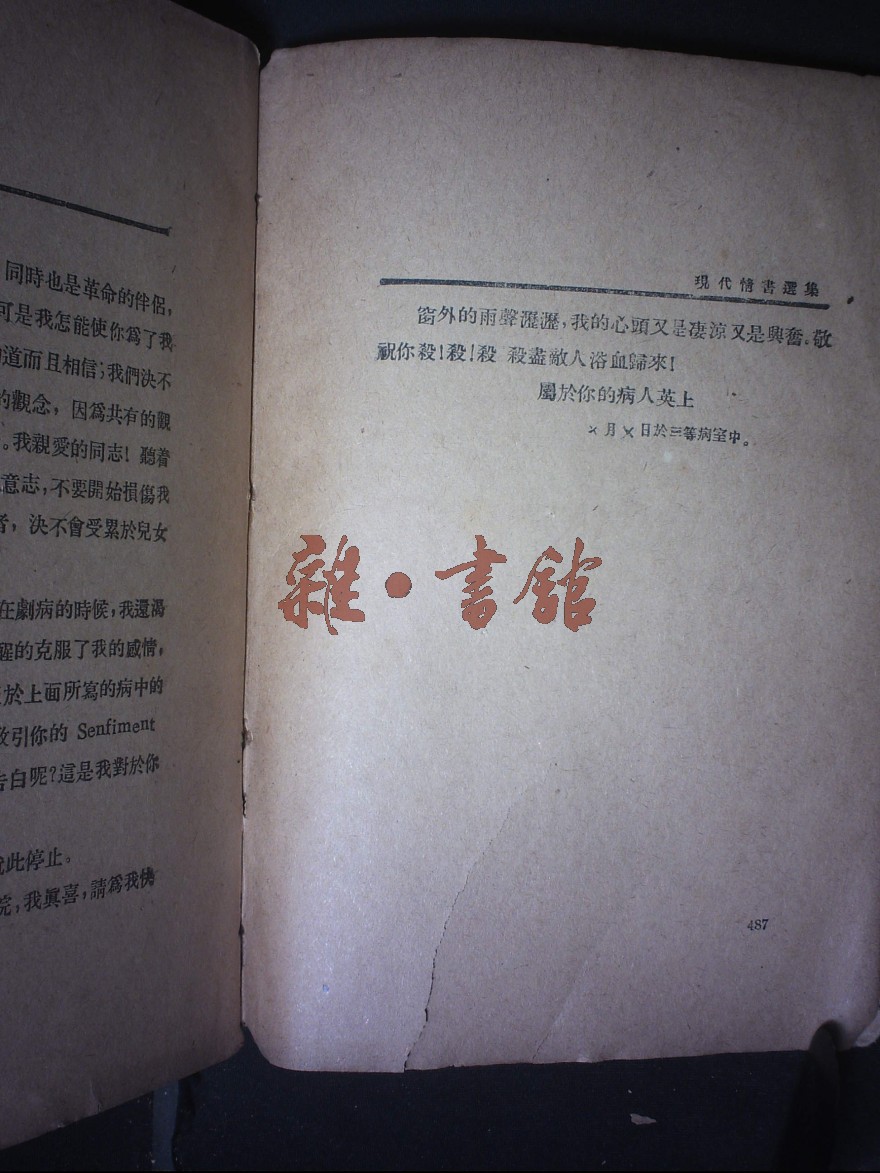 同時也是革命的伴侶,
可是我怎能使你爲了我
道而且相信;我們決不
的觀念,因爲共有的觀
。我親愛的同志!聽着
意志,不要開始損傷我
者,決不會受累於兒女
在劇病的時候,我還渴
醒的克服了我的感情,
於上面所寫的病中的
引你的 Senfiment
告白呢?這是我對於你
此停止。
院,我眞喜,請爲我快
現代情書選集
窗外的雨聲瀝瀝,我的心頭又是凄涼又是興奮。敬
祝你殺!殺!殺 殺盡敵人浴血歸來!
屬於你的病人英上
×月×日於三等病室中。
雜·書館
487